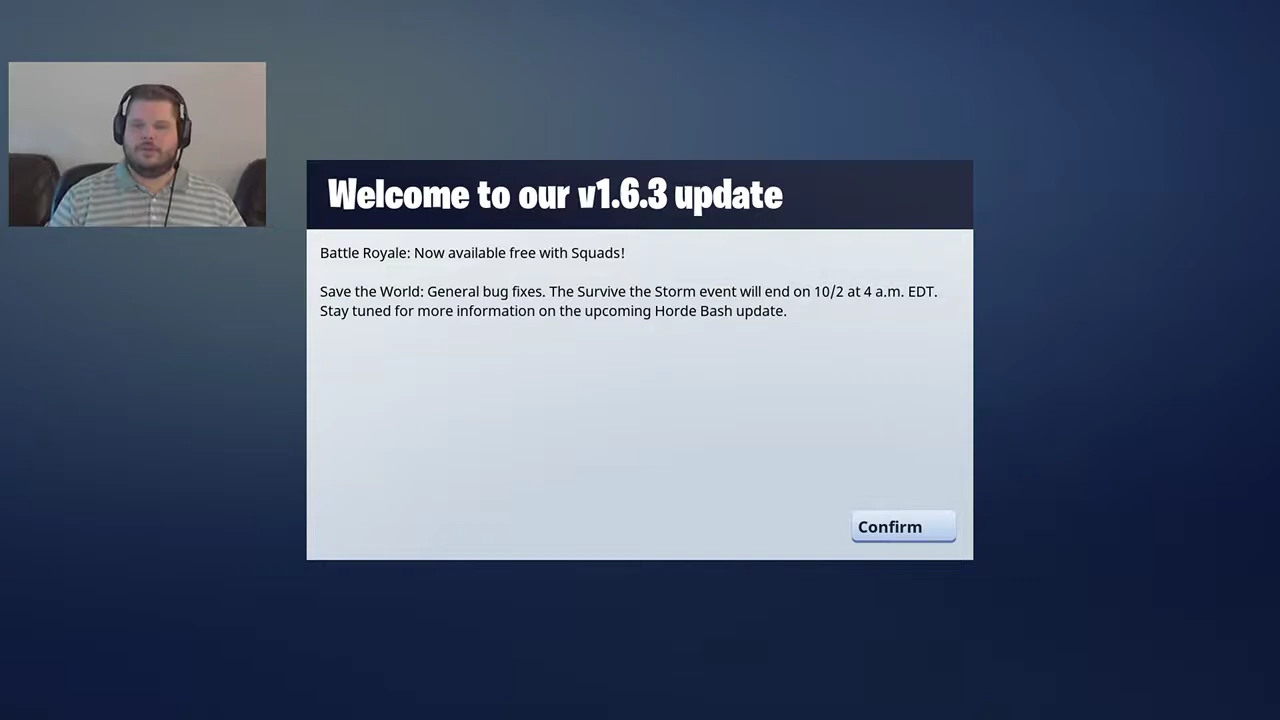 Welcome to our v1.6.3 update
Battle Royale: Now available free with Squads!
Save the World: General bug fixes. The Survive the Storm event will end on 10/2 at 4 a.m. EDT.
Stay tuned for more information on the upcoming Horde Bash update.
Confirm